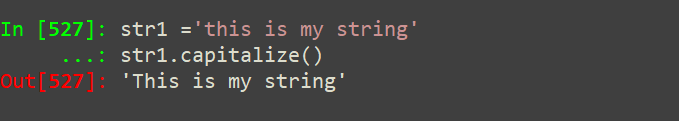 In [527]: str1 ='this is my string'
...: str1.capitalize()
Out[527]: 'This is my string'